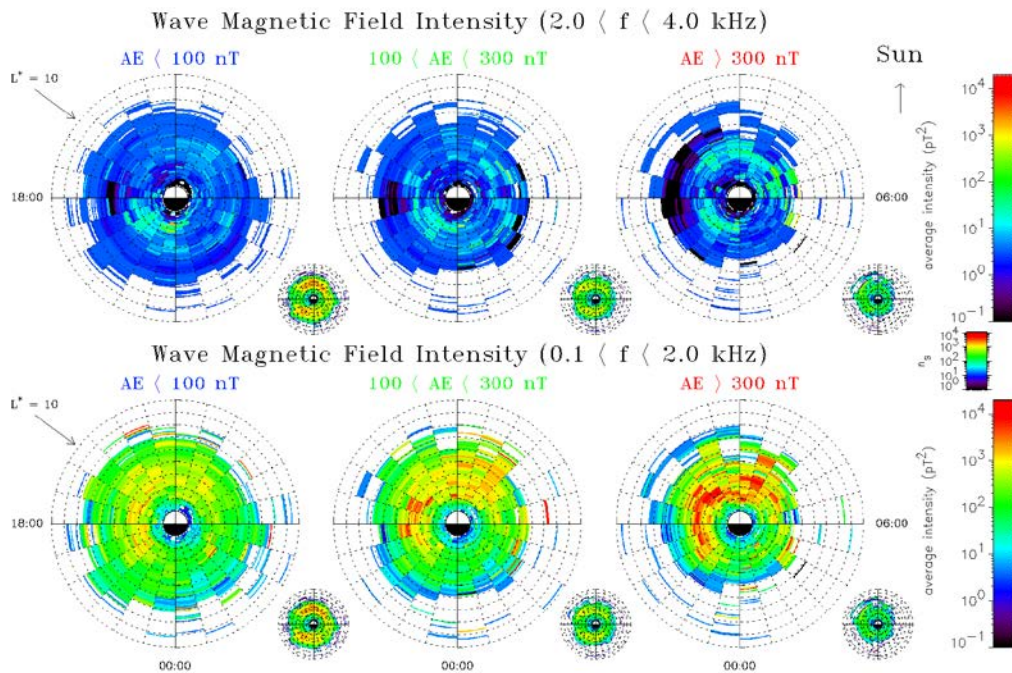 Wave Magnetic Field Intensity (2.0 < f < 4.0 kHz)
AE < 100 nT
100 < AE < 300 nT
AE > 300 nT
Sun
L* = 10
18:00
06:00
average intensity (pT²)
10⁴
10³
10²
10¹
10⁰
10⁻¹
Wave Magnetic Field Intensity (0.1 < f < 2.0 kHz)
AE < 100 nT
100 < AE < 300 nT
AE > 300 nT
nₛ
10⁴
10³
10²
10¹
10⁰
L* = 10
18:00
06:00
average intensity (pT²)
10⁴
10³
10²
10¹
10⁰
10⁻¹
00:00
00:00
00:00